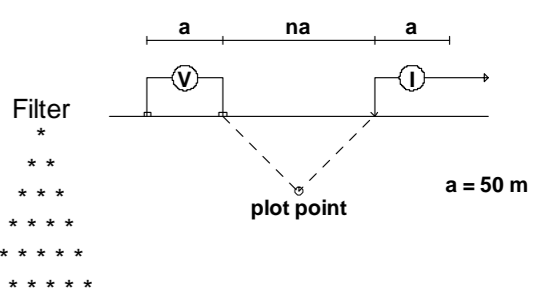 a na a
V I
Filter
*
* *
* * *
a = 50 m
* * * *
plot point
* * * * *
* * * * *